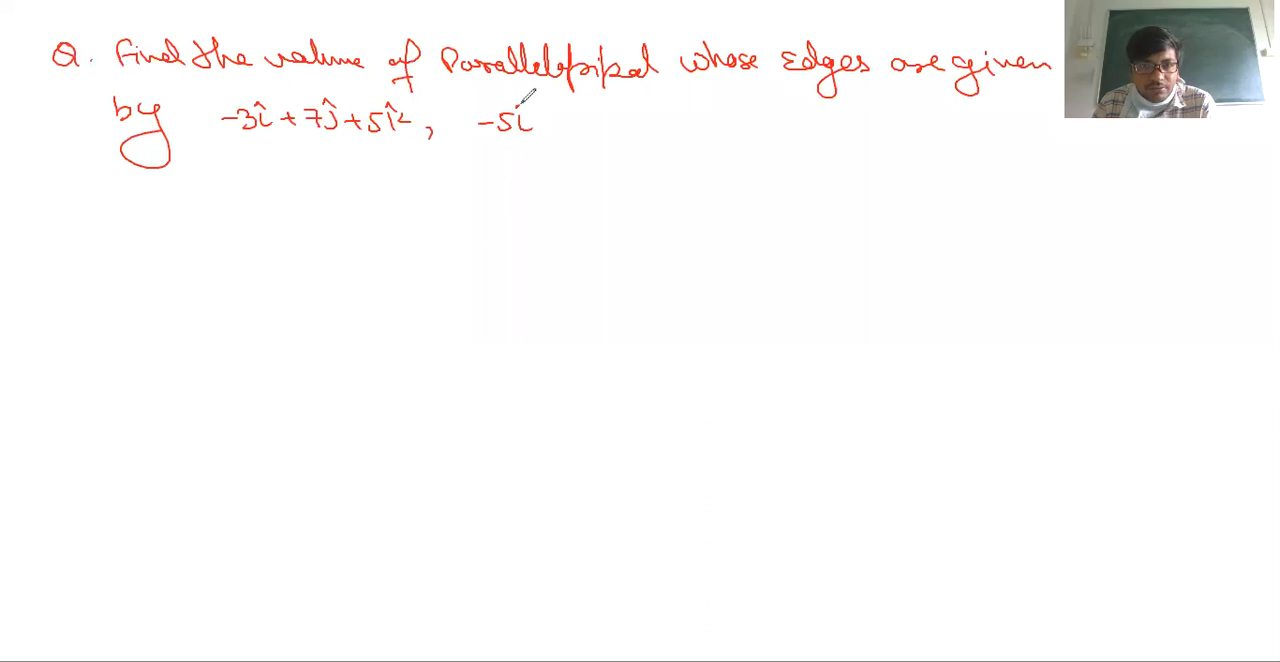 Q. Find the volume of Parallelopiped whose Edges are given
by -3î + 7ĵ + 5k̂ , -5i